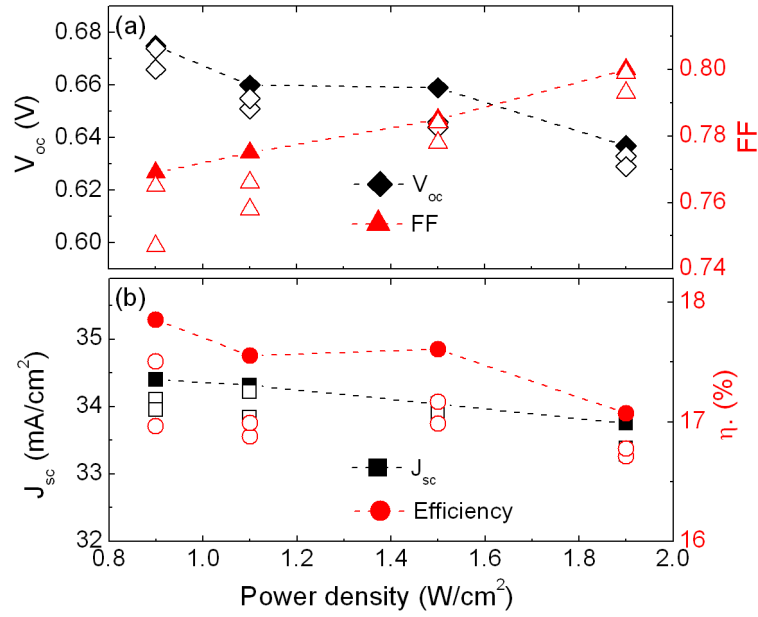 (a)
0.68
0.66
0.64
0.62
0.60
V_oc (V)
0.80
0.78
0.76
0.74
FF
V_oc
FF
(b)
35
34
33
32
J_sc (mA/cm²)
18
17
16
η. (%)
J_sc
Efficiency
0.8 1.0 1.2 1.4 1.6 1.8 2.0
Power density (W/cm²)